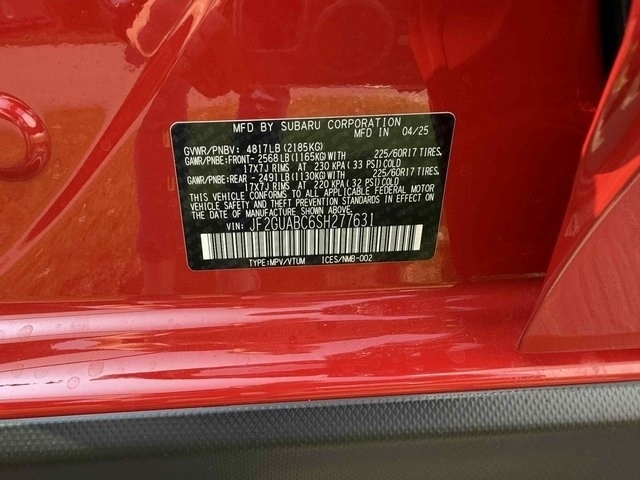 MFD BY SUBARU CORPORATION
MFD IN 04/25
GVWR/PNBV: 4817LB(2185KG)
GAWR/PNBE:FRONT- 2568LB(1165KG)WITH 225/60R17 TIRES,
17X7J RIMS AT 230 KPA(33 PSI)COLD
GAWR/PNBE:REAR - 2491LB(1130KG)WITH 225/60R17 TIRES,
17X7J RIMS AT 220 KPA(32 PSI)COLD
THIS VEHICLE CONFORMS TO ALL APPLICABLE FEDERAL MOTOR
VEHICLE SAFETY AND BUMPER STANDARDS IN EFFECT ON
THE DATE OF MANUFACTURE SHOWN ABOVE.
VIN: JF2GUABC6SH277631
TYPE:MPV/VTUM ICES/NMB-002